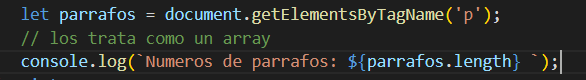 let parrafos = document.getElementsByTagName('p');
// los trata como un array
console.log(`Numeros de parrafos: ${parrafos.length} `);